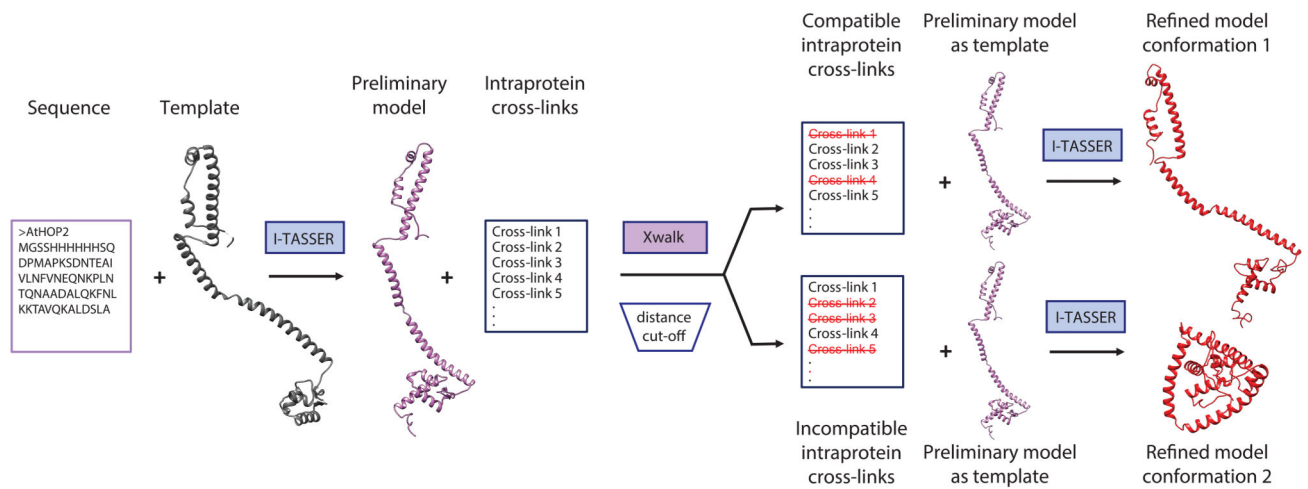 Sequence
>AtHOP2
MGSSHHHHHHSQ
DPMAPKSDNTEAI
VLNFVNEQNKPLN
TQNAADALQKFNL
KKTAVQKALDSLA
+
Template
I-TASSER
Preliminary
model
+
Intraprotein
cross-links
Cross-link 1
Cross-link 2
Cross-link 3
Cross-link 4
Cross-link 5
.
.
.
Xwalk
distance
cut-off
Compatible
intraprotein
cross-links
Cross-link 1
Cross-link 2
Cross-link 3
Cross-link 4
Cross-link 5
.
.
.
+
Preliminary model
as template
I-TASSER
Refined model
conformation 1
Cross-link 1
Cross-link 2
Cross-link 3
Cross-link 4
Cross-link 5
.
.
.
Incompatible
intraprotein
cross-links
+
Preliminary model
as template
I-TASSER
Refined model
conformation 2